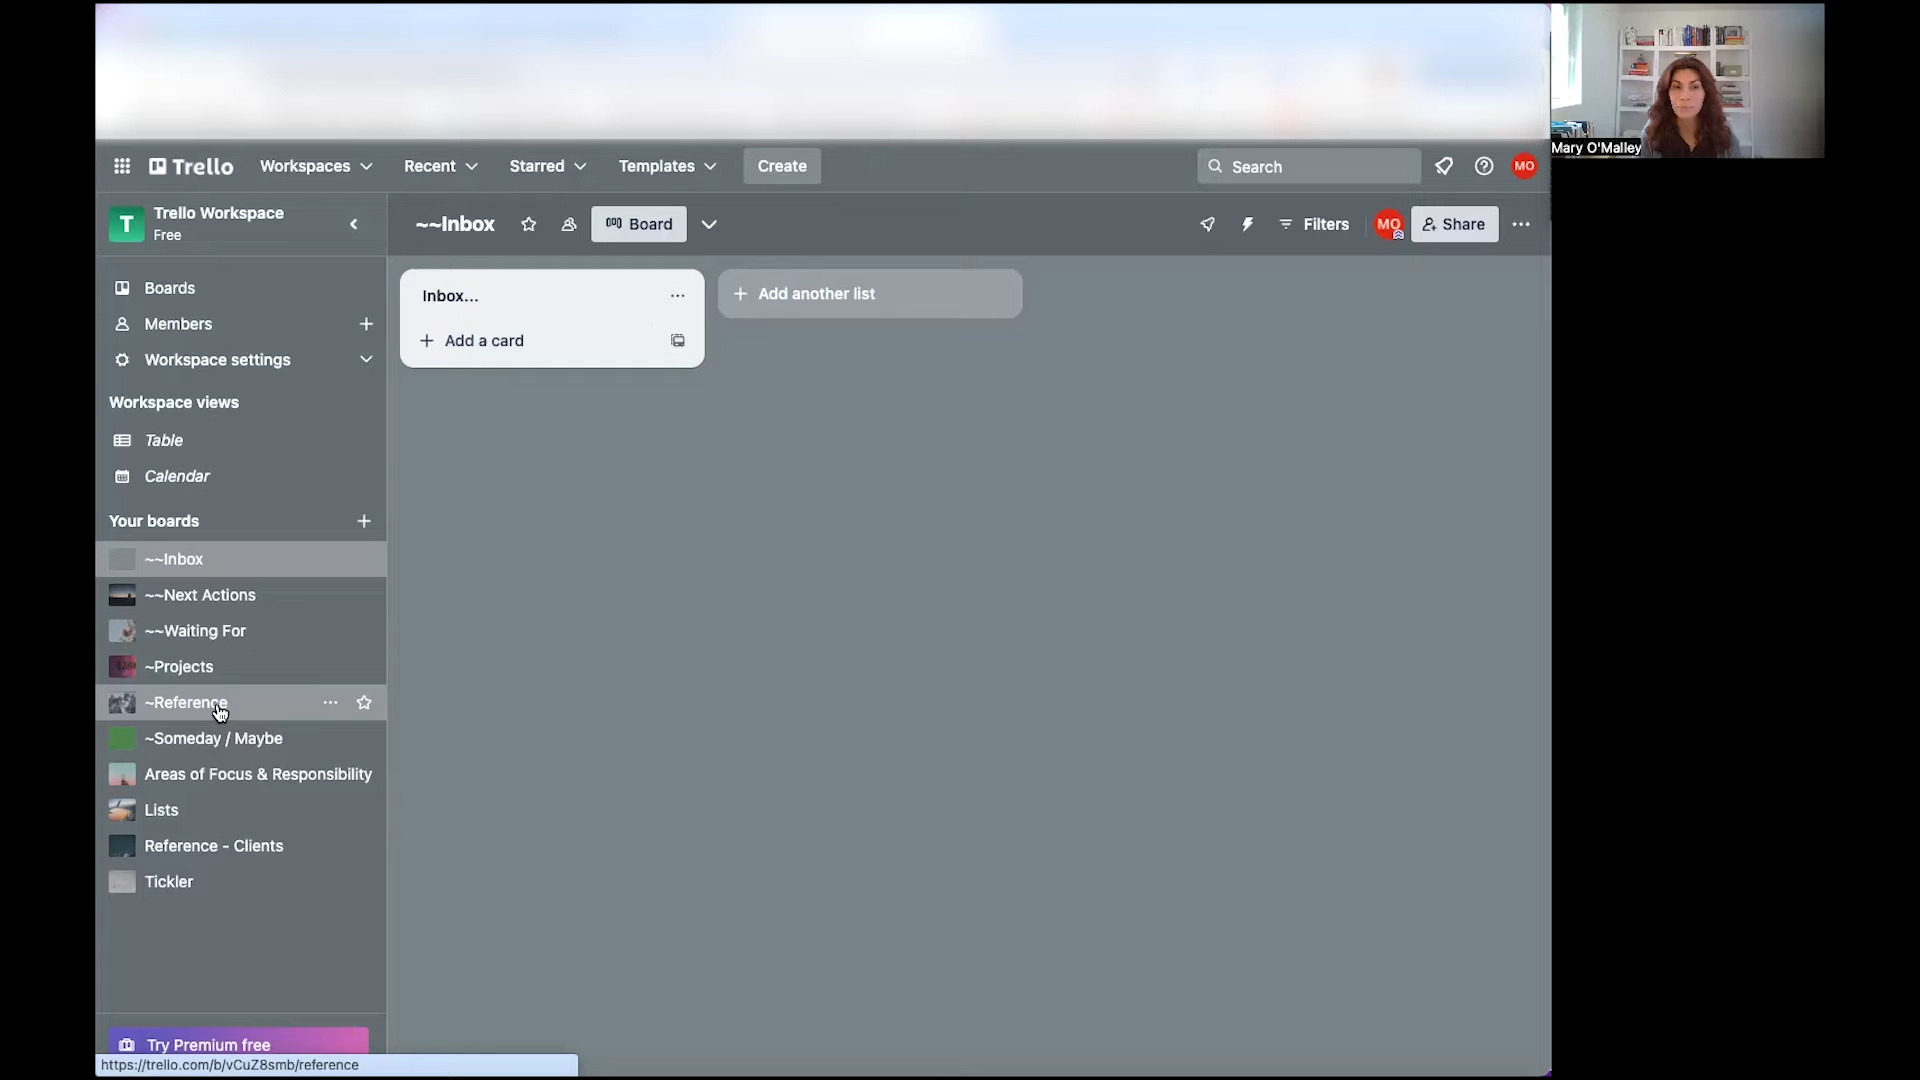 Mary O'Malley
Trello
Workspaces
Recent
Starred
Templates
Create
Search
MO
T
Trello Workspace
Free
~~Inbox
Board
Filters
MO
Share
Boards
Members
Workspace settings
Workspace views
Table
Calendar
Your boards
~~Inbox
~~Next Actions
~~Waiting For
~Projects
~Reference
~Someday / Maybe
Areas of Focus & Responsibility
Lists
Reference - Clients
Tickler
Try Premium free
https://trello.com/b/vCuZ8smb/reference
Inbox...
Add a card
Add another list